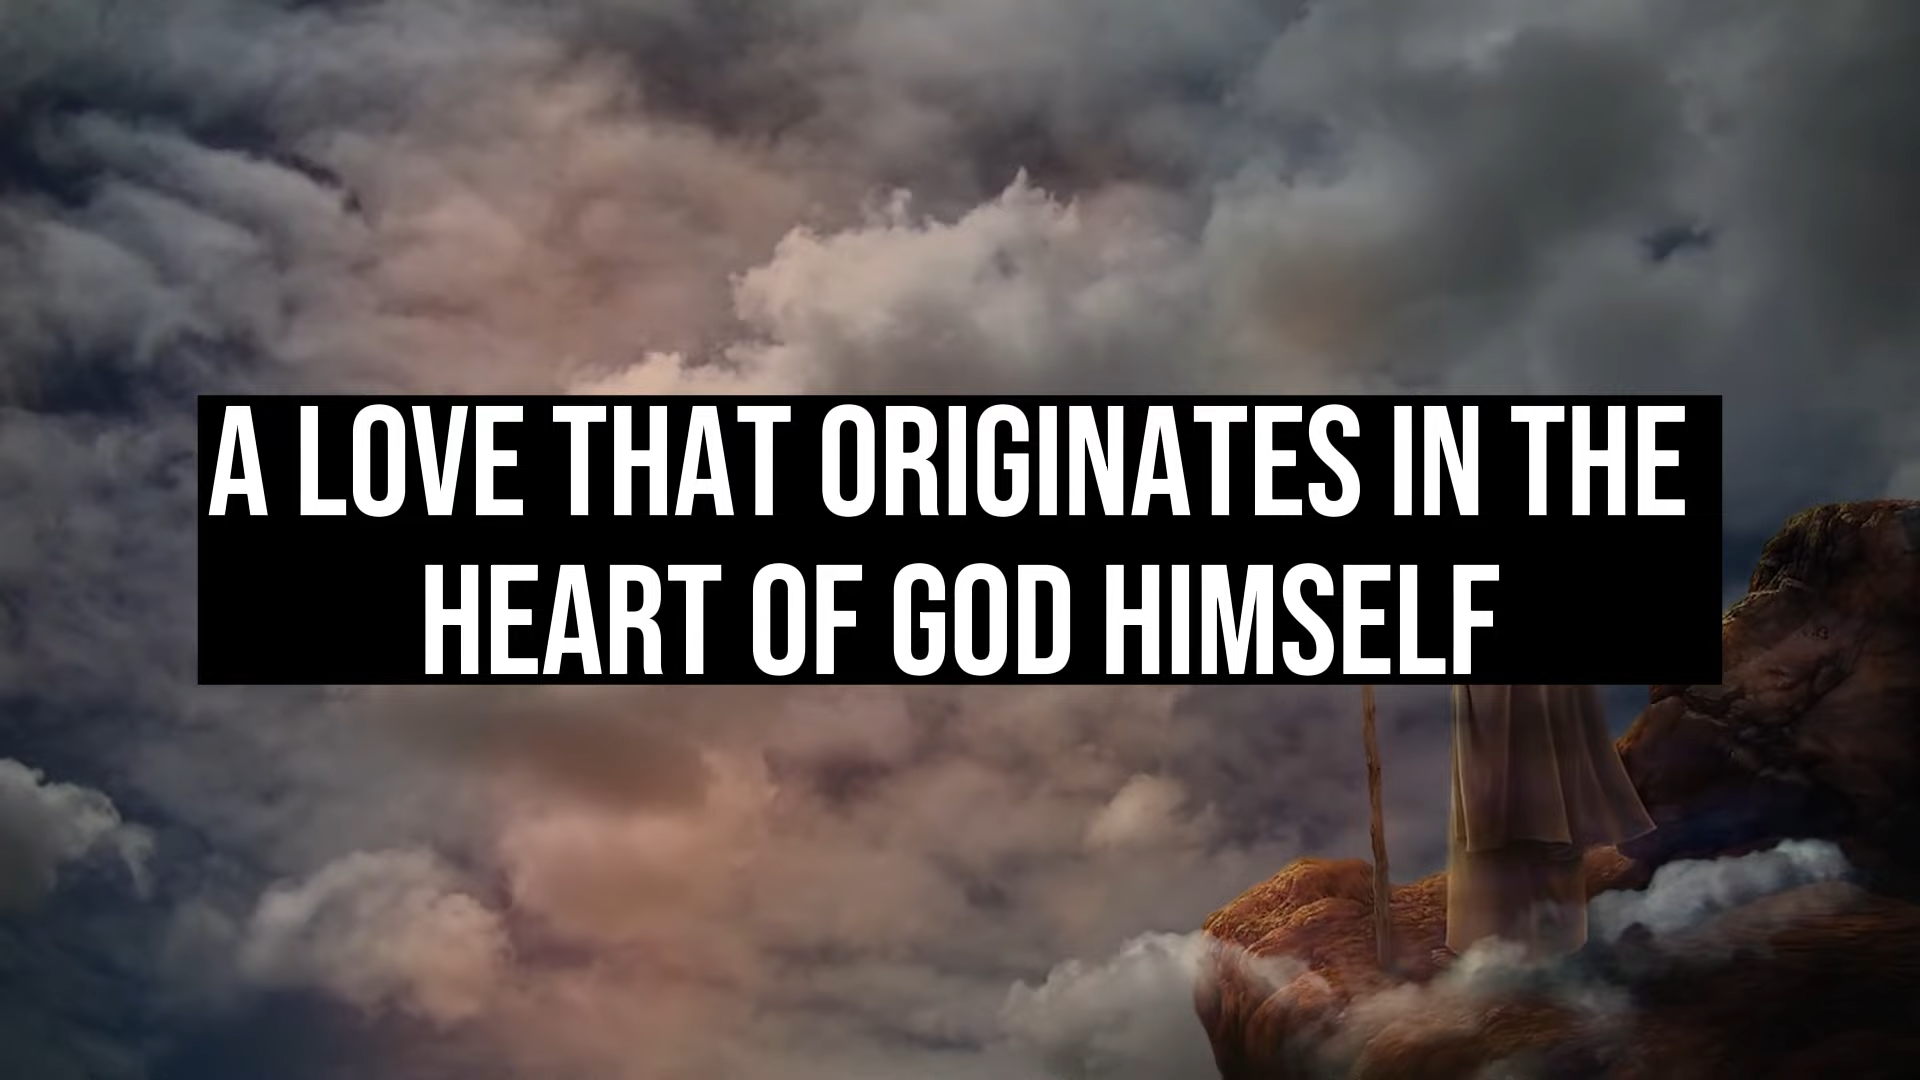 A LOVE THAT ORIGINATES IN THE
HEART OF GOD HIMSELF